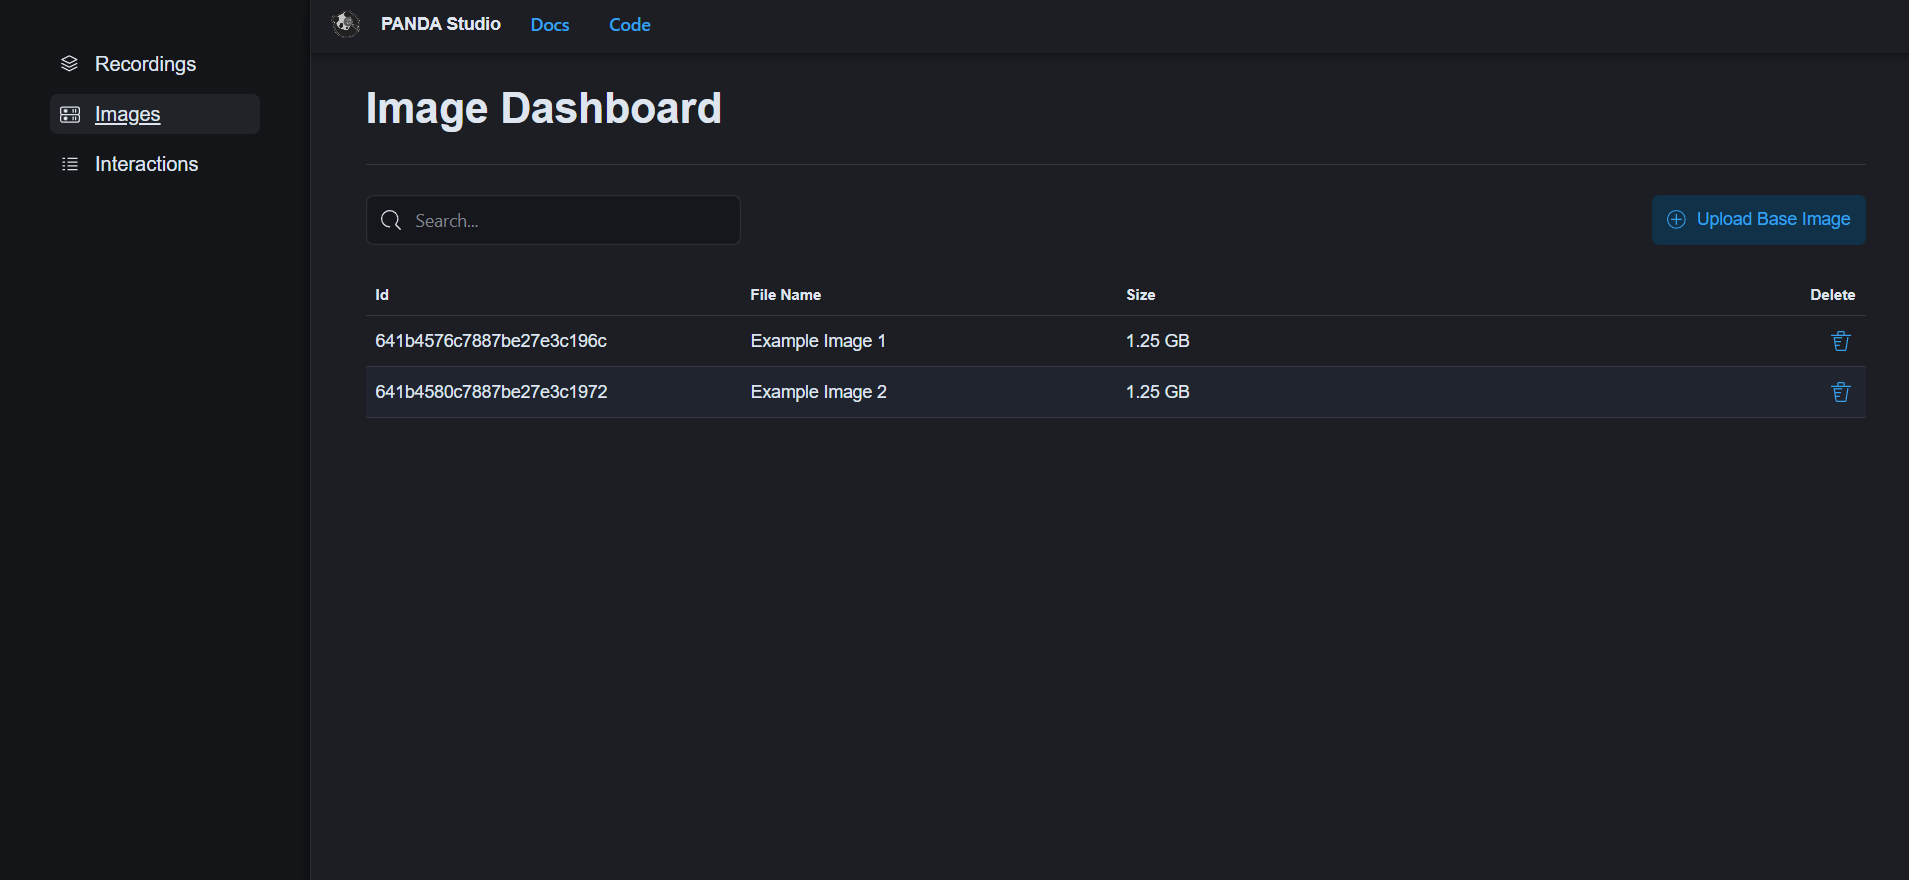 Recordings
Images
Interactions
PANDA Studio Docs Code
Image Dashboard
Search...
Upload Base Image
Id File Name Size Delete
641b4576c7887be27e3c196c Example Image 1 1.25 GB
641b4580c7887be27e3c1972 Example Image 2 1.25 GB